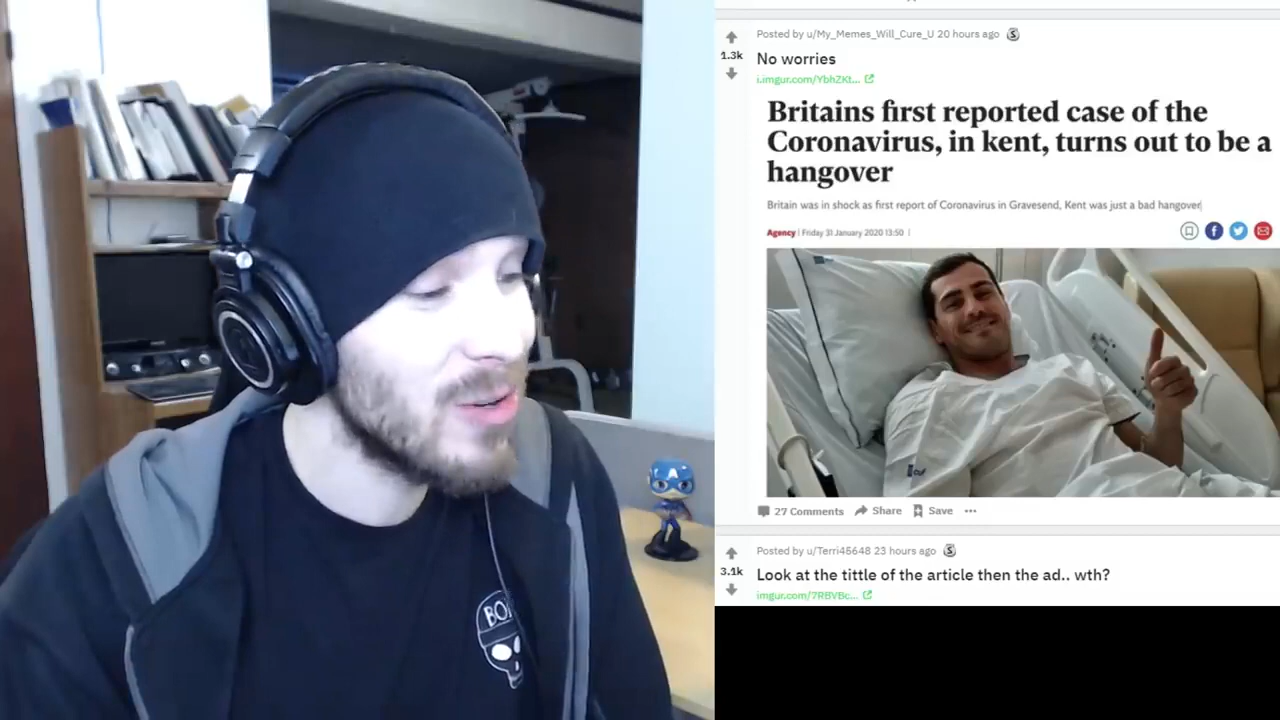 Posted by u/My_Memes_Will_Cure_U 20 hours ago
1.3k
No worries
i.imgur.com/YbhZKt...
Britains first reported case of the
Coronavirus, in kent, turns out to be a
hangover
Britain was in shock as first report of Coronavirus in Gravesend, Kent was just a bad hangover
Agency | Friday 31 January 2020 13:50 |
27 Comments Share Save ...
Posted by u/Terri45648 23 hours ago
3.1k
Look at the tittle of the article then the ad.. wth?
imgur.com/7RBVBc...